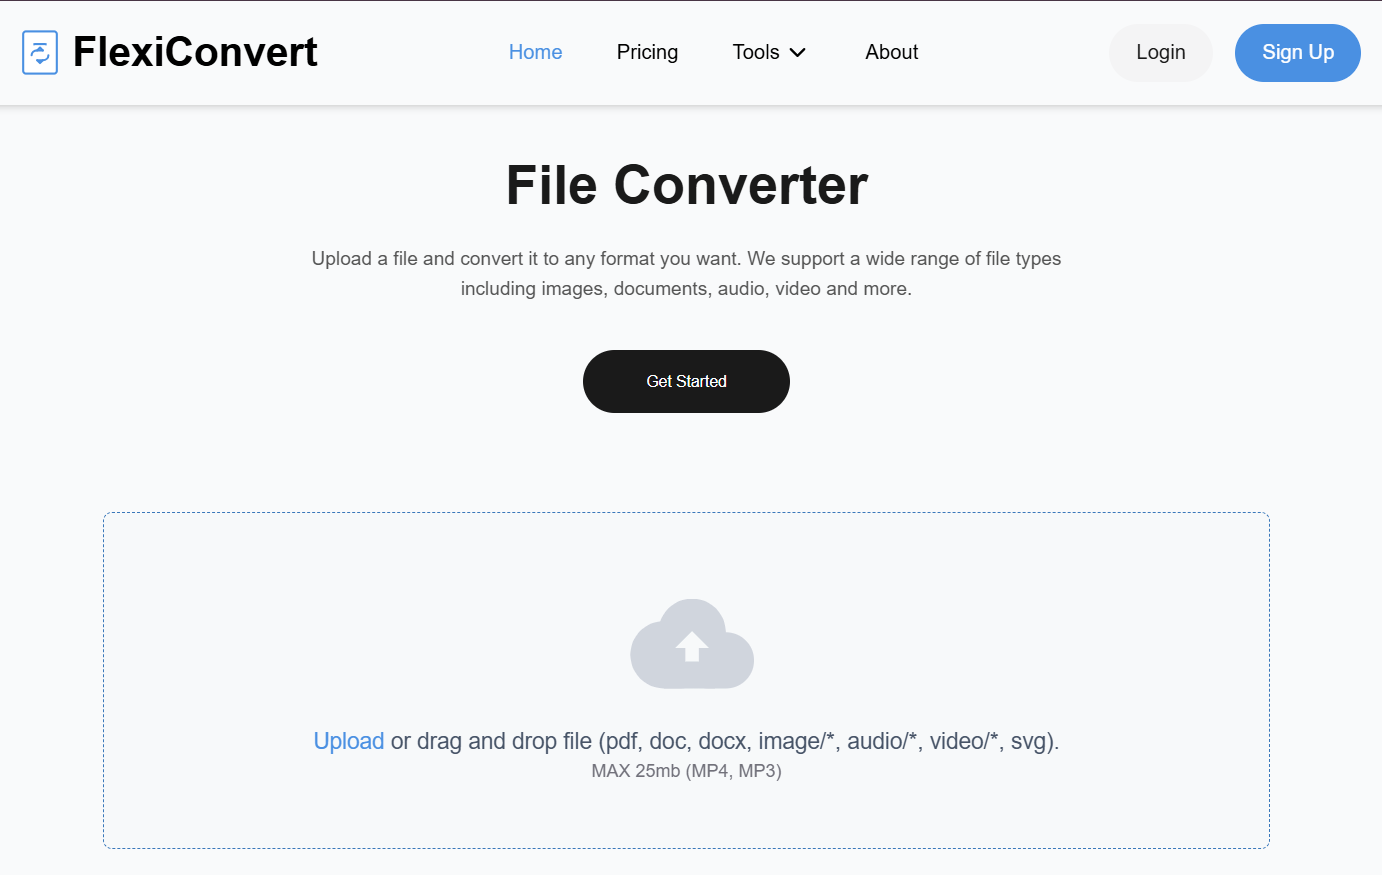 FlexiConvert
Home
Pricing
Tools
About
Login
Sign Up
File Converter
Upload a file and convert it to any format you want. We support a wide range of file types
including images, documents, audio, video and more.
Get Started
Upload or drag and drop file (pdf, doc, docx, image/*, audio/*, video/*, svg).
MAX 25mb (MP4, MP3)